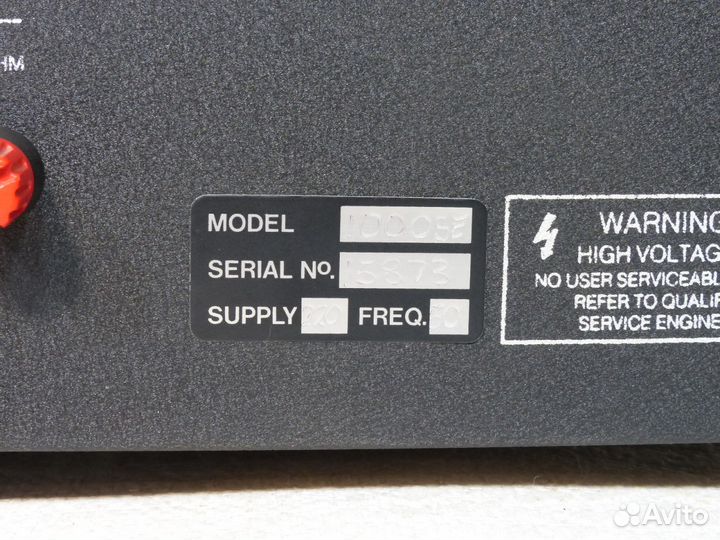 HM
MODEL 1000SE
SERIAL No. 15873
SUPPLY 220 FREQ. 50
WARNING
HIGH VOLTAG
NO USER SERVICEABL
REFER TO QUALIF
SERVICE ENGINE
Avito